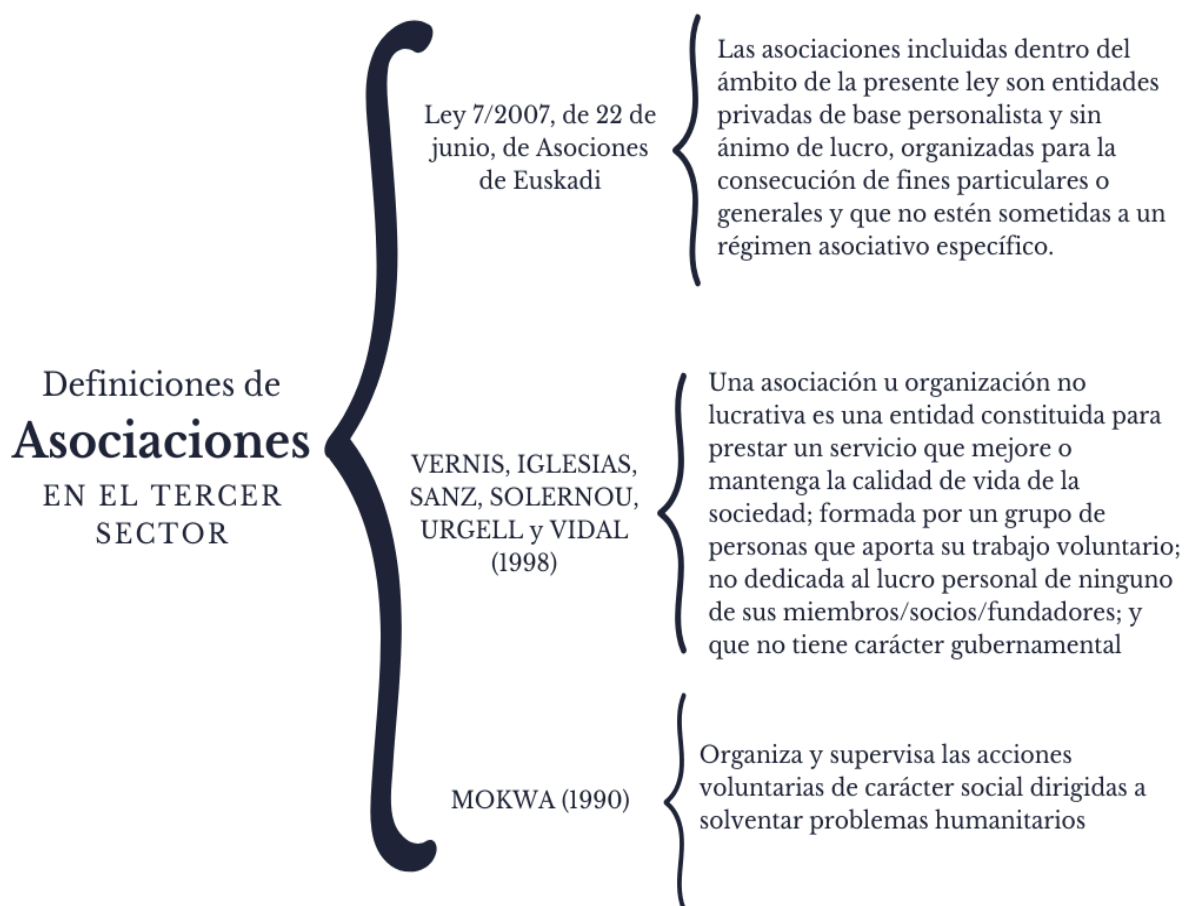 Definiciones de
Asociaciones
EN EL TERCER
SECTOR
Ley 7/2007, de 22 de
junio, de Asociones
de Euskadi
Las asociaciones incluidas dentro del
ámbito de la presente ley son entidades
privadas de base personalista y sin
ánimo de lucro, organizadas para la
consecución de fines particulares o
generales y que no estén sometidas a un
régimen asociativo específico.
VERNIS, IGLESIAS,
SANZ, SOLERNOU,
URGELL y VIDAL
(1998)
Una asociación u organización no
lucrativa es una entidad constituida para
prestar un servicio que mejore o
mantenga la calidad de vida de la
sociedad; formada por un grupo de
personas que aporta su trabajo voluntario;
no dedicada al lucro personal de ninguno
de sus miembros/socios/fundadores; y
que no tiene carácter gubernamental
MOKWA (1990)
Organiza y supervisa las acciones
voluntarias de carácter social dirigidas a
solventar problemas humanitarios